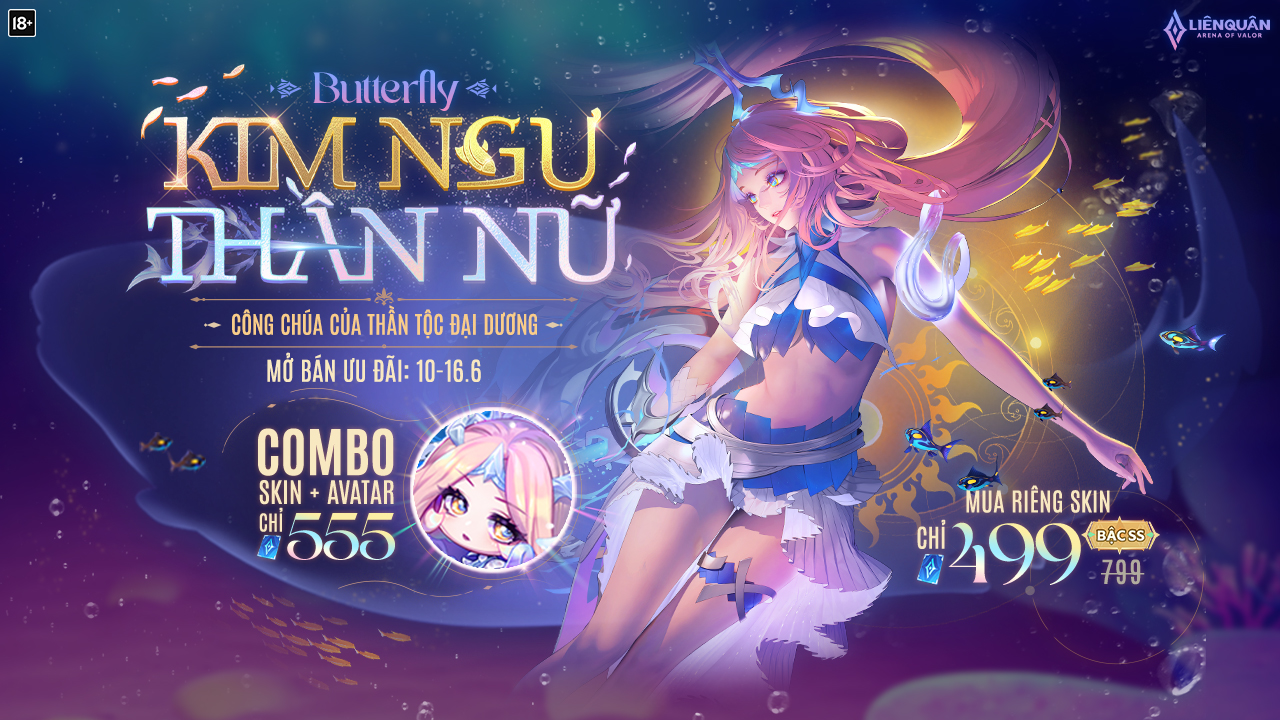 18+
LIÊNQUÂN
ARENA OF VALOR
Butterfly
KIM NGƯ
THẦN NỮ
CÔNG CHÚA CỦA THẦN TỘC ĐẠI DƯƠNG
MỞ BÁN ƯU ĐÃI: 10-16.6
COMBO
SKIN + AVATAR
CHỈ 555
MUA RIÊNG SKIN
CHỈ 499 BẬC SS
799